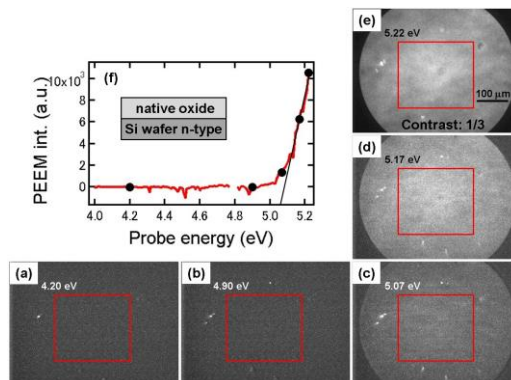 (f)
10x10³
8
6
4
2
0
PEEM int. (a.u.)
native oxide
Si wafer n-type
4.0 4.2 4.4 4.6 4.8 5.0 5.2
Probe energy (eV)
(e)
5.22 eV
100 μm
Contrast: 1/3
(d)
5.17 eV
(a)
4.20 eV
(b)
4.90 eV
(c)
5.07 eV